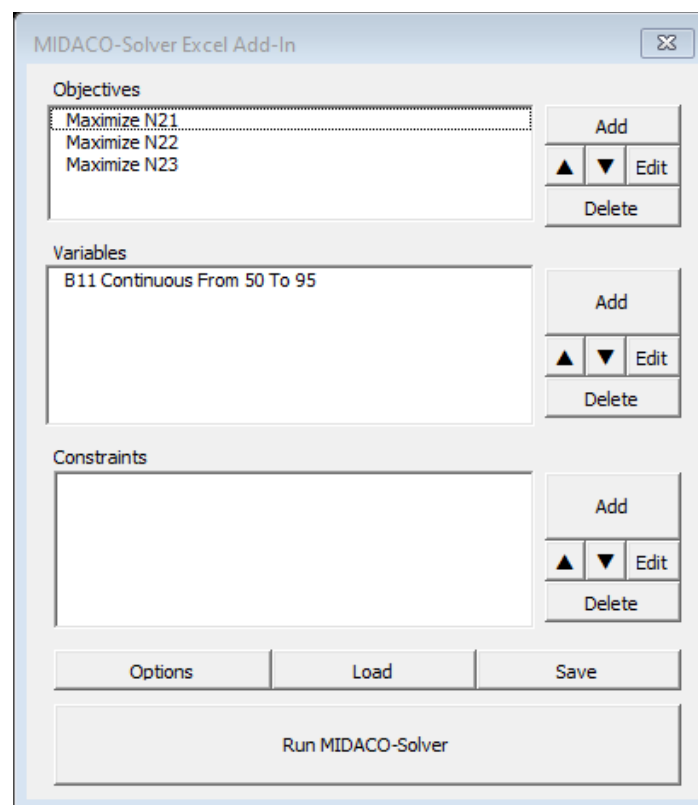 MIDACO-Solver Excel Add-In
Objectives
Maximize N21
Maximize N22
Maximize N23
Add
▲ ▼ Edit
Delete
Variables
B11 Continuous From 50 To 95
Add
▲ ▼ Edit
Delete
Constraints
Add
▲ ▼ Edit
Delete
Options Load Save
Run MIDACO-Solver